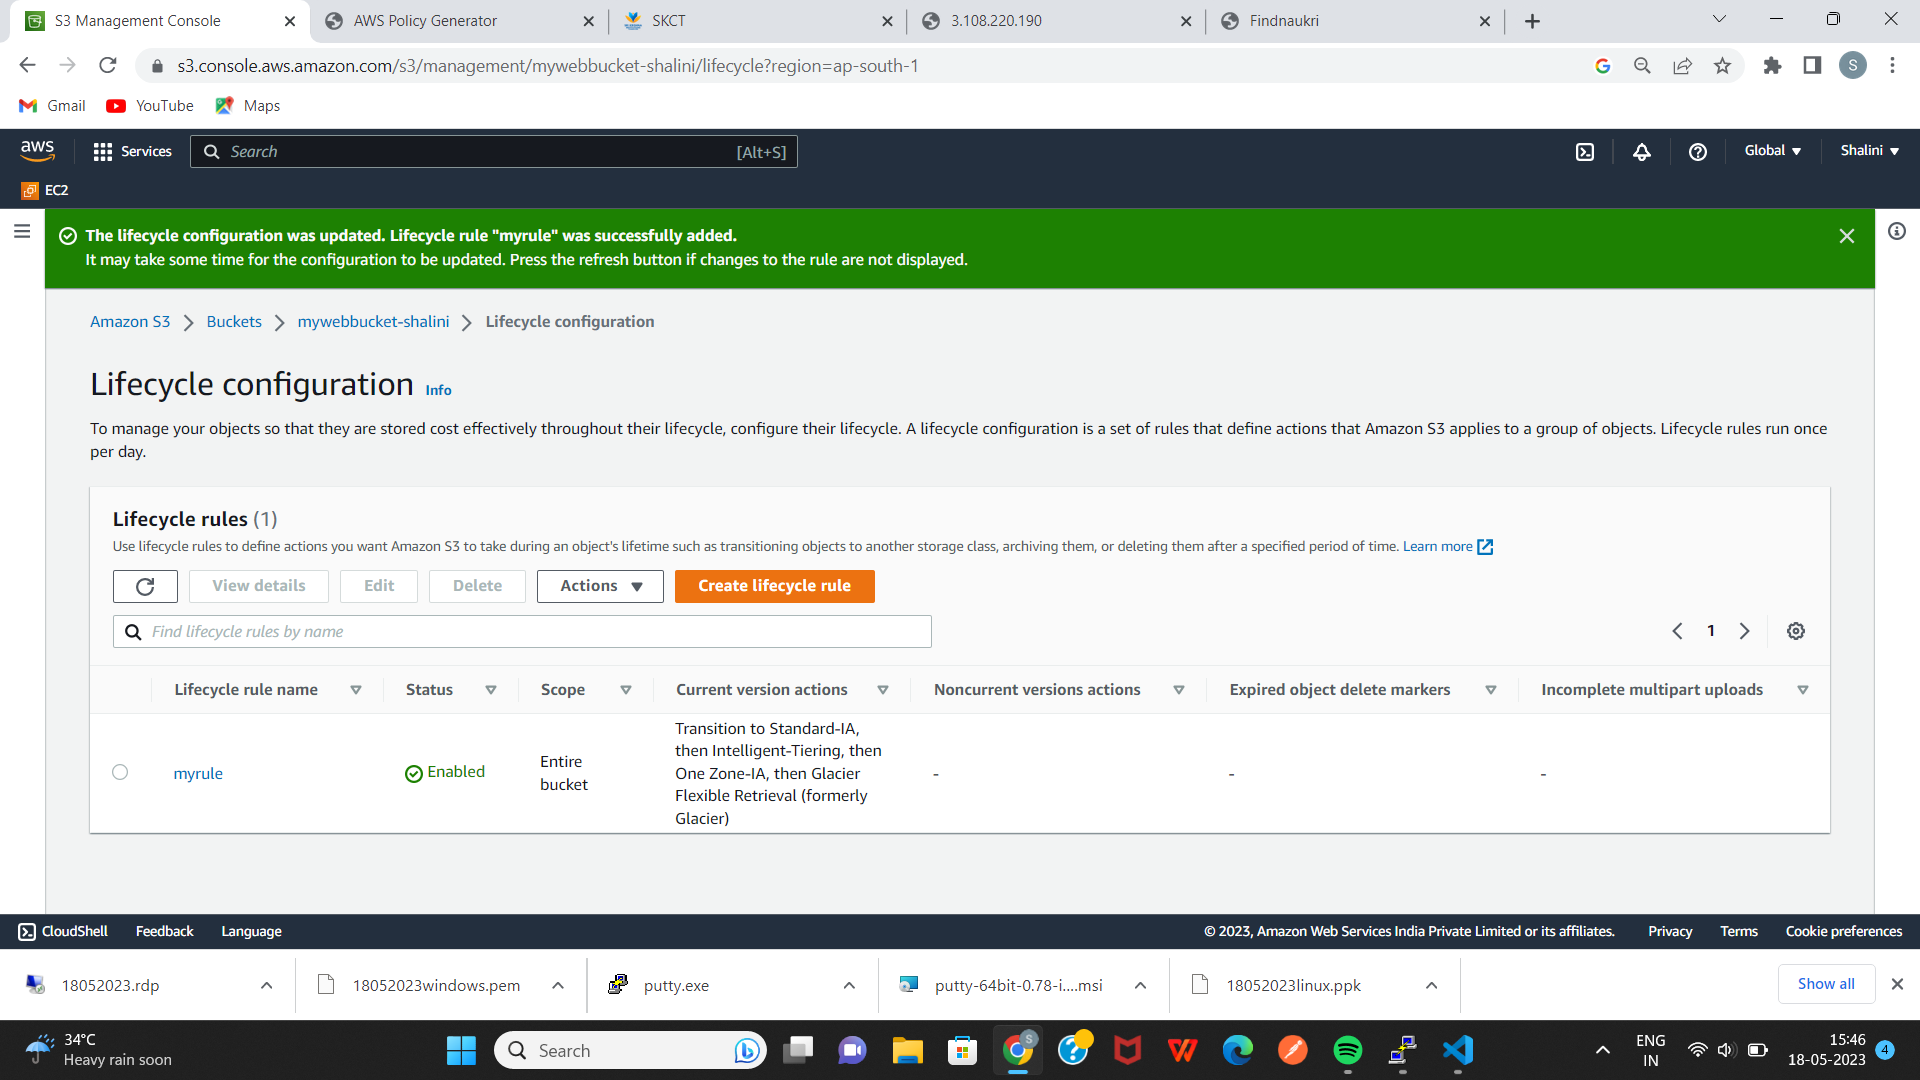 S3 Management Console
AWS Policy Generator
SKCT
3.108.220.190
Findnaukri
s3.console.aws.amazon.com/s3/management/mywebbucket-shalini/lifecycle?region=ap-south-1
S
Gmail
YouTube
Maps
aws
Services
Search
[Alt+S]
Global
Shalini
EC2
The lifecycle configuration was updated. Lifecycle rule "myrule" was successfully added.
It may take some time for the configuration to be updated. Press the refresh button if changes to the rule are not displayed.
Amazon S3
Buckets
mywebbucket-shalini
Lifecycle configuration
Lifecycle configuration
Info
To manage your objects so that they are stored cost effectively throughout their lifecycle, configure their lifecycle. A lifecycle configuration is a set of rules that define actions that Amazon S3 applies to a group of objects. Lifecycle rules run once
per day.
Lifecycle rules (1)
Use lifecycle rules to define actions you want Amazon S3 to take during an object's lifetime such as transitioning objects to another storage class, archiving them, or deleting them after a specified period of time. Learn more
View details
Edit
Delete
Actions
Create lifecycle rule
Find lifecycle rules by name
1
Lifecycle rule name
Status
Scope
Current version actions
Noncurrent versions actions
Expired object delete markers
Incomplete multipart uploads
myrule
Enabled
Entire
bucket
Transition to Standard-IA,
then Intelligent-Tiering, then
One Zone-IA, then Glacier
Flexible Retrieval (formerly
Glacier)
-
-
-
CloudShell
Feedback
Language
© 2023, Amazon Web Services India Private Limited or its affiliates.
Privacy
Terms
Cookie preferences
18052023.rdp
18052023windows.pem
putty.exe
putty-64bit-0.78-i....msi
18052023linux.ppk
Show all
34°C
Heavy rain soon
Search
S
ENG
IN
15:46
18-05-2023
4